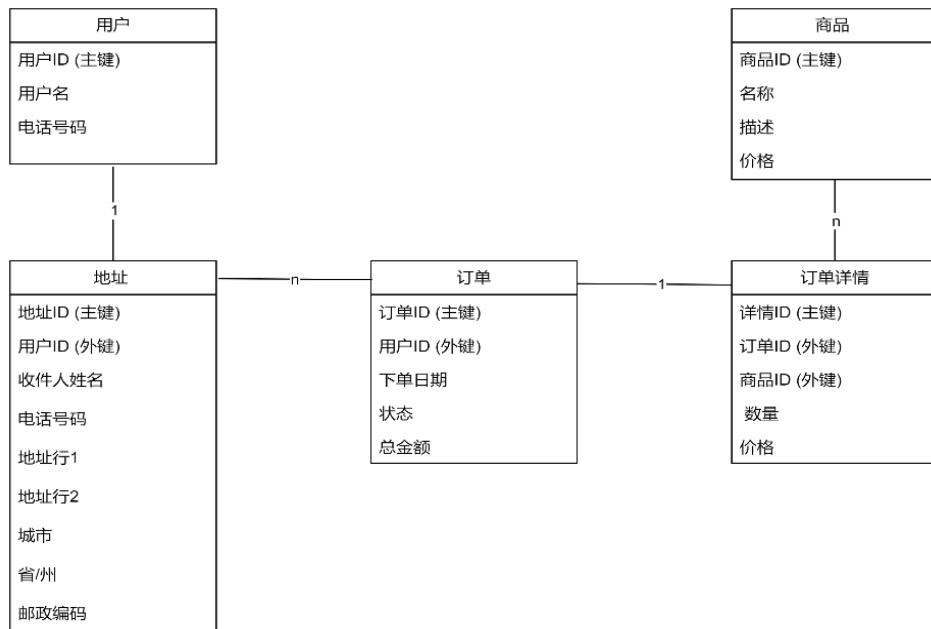 用户
用户ID (主键)
用户名
电话号码
商品
商品ID (主键)
名称
描述
价格
1
n
地址
地址ID (主键)
用户ID (外键)
收件人姓名
电话号码
地址行1
地址行2
城市
省/州
邮政编码
n
订单
订单ID (主键)
用户ID (外键)
下单日期
状态
总金额
1
订单详情
详情ID (主键)
订单ID (外键)
商品ID (外键)
数量
价格